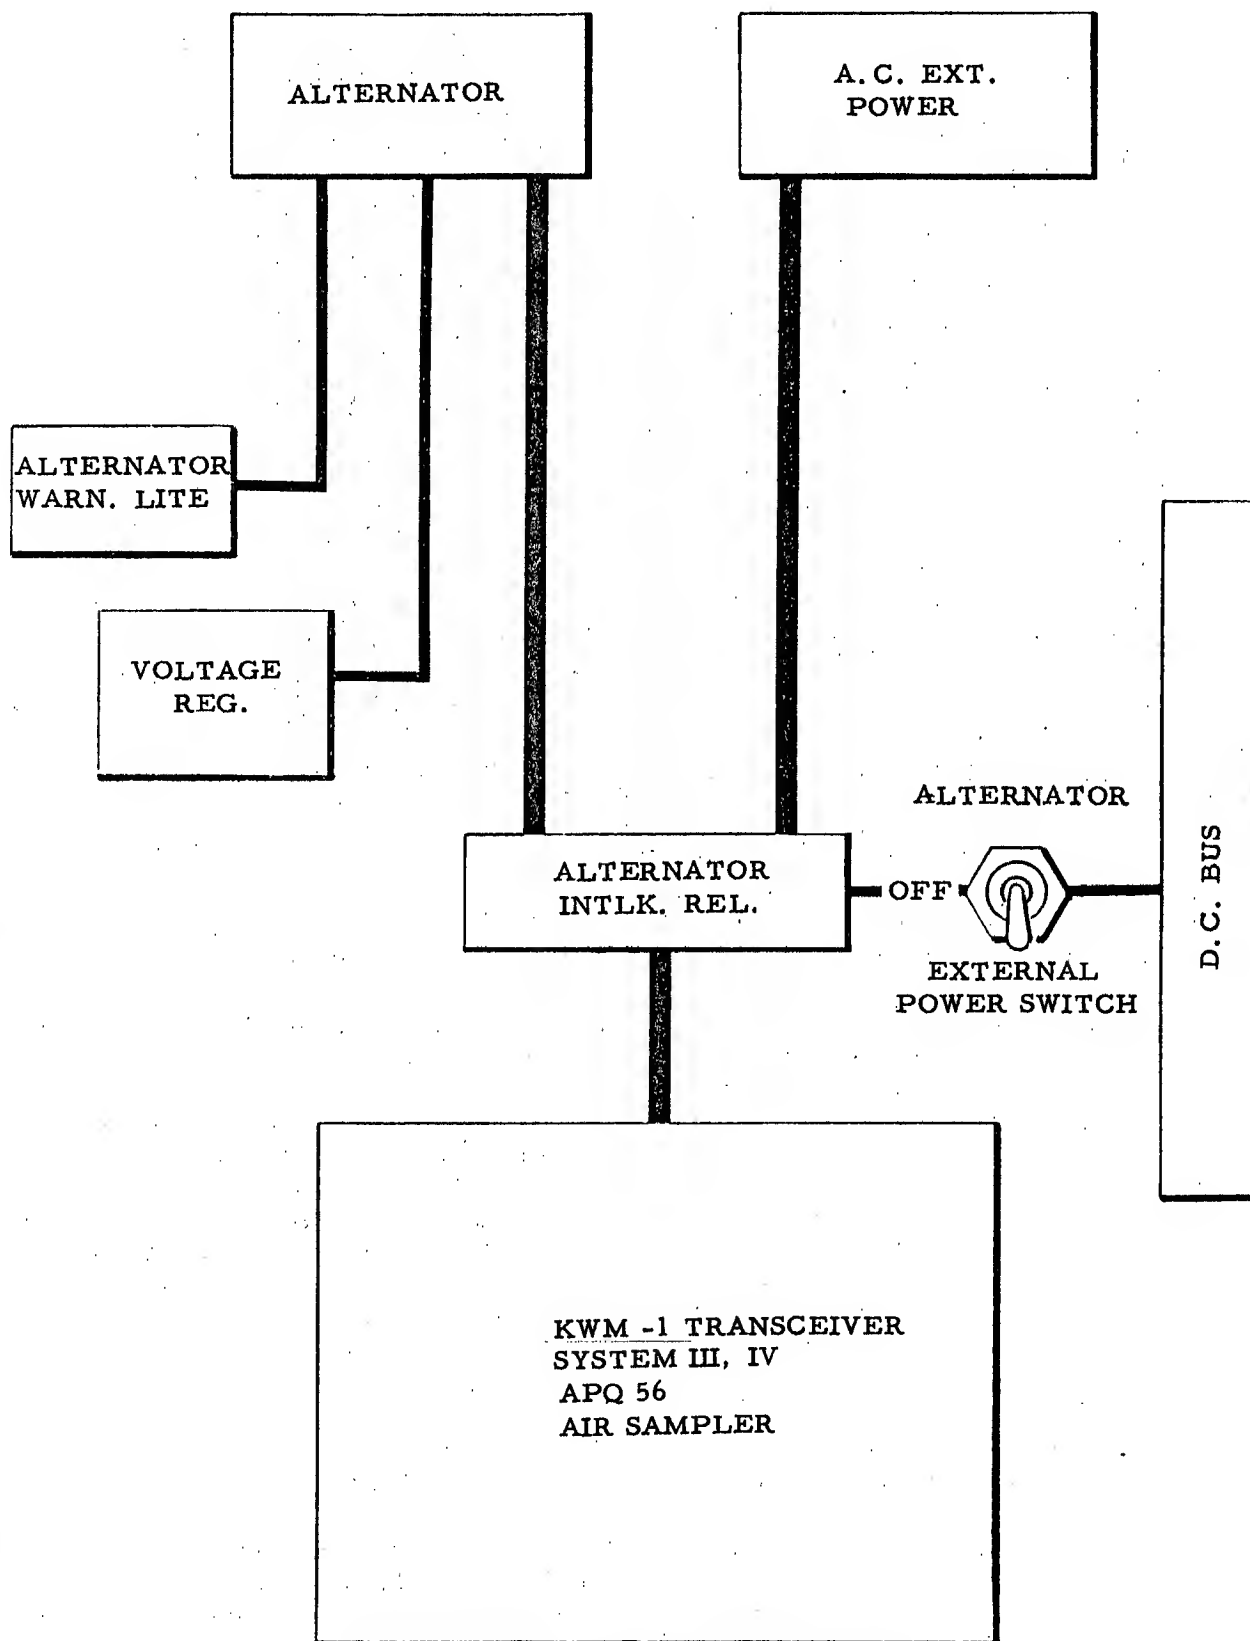 ALTERNATOR
A.C. EXT.
POWER
ALTERNATOR
WARN. LITE
VOLTAGE
REG.
ALTERNATOR
ALTERNATOR
INTLK. REL.
OFF
D.C. BUS
EXTERNAL
POWER SWITCH
KWM -1 TRANSCEIVER
SYSTEM III, IV
APQ 56
AIR SAMPLER